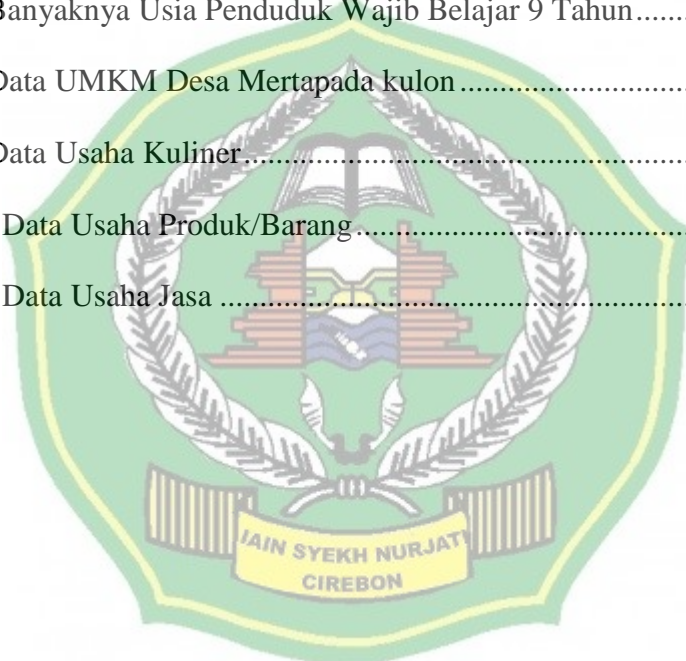 Banyaknya Usia Penduduk Wajib Belajar 9 Tahun.......
Data UMKM Desa Mertapada kulon...............................
Data Usaha Kuliner.........................................................
Data Usaha Produk/Barang..........................................
Data Usaha Jasa ...........................................................
IAIN SYEKH NURJATI
CIREBON